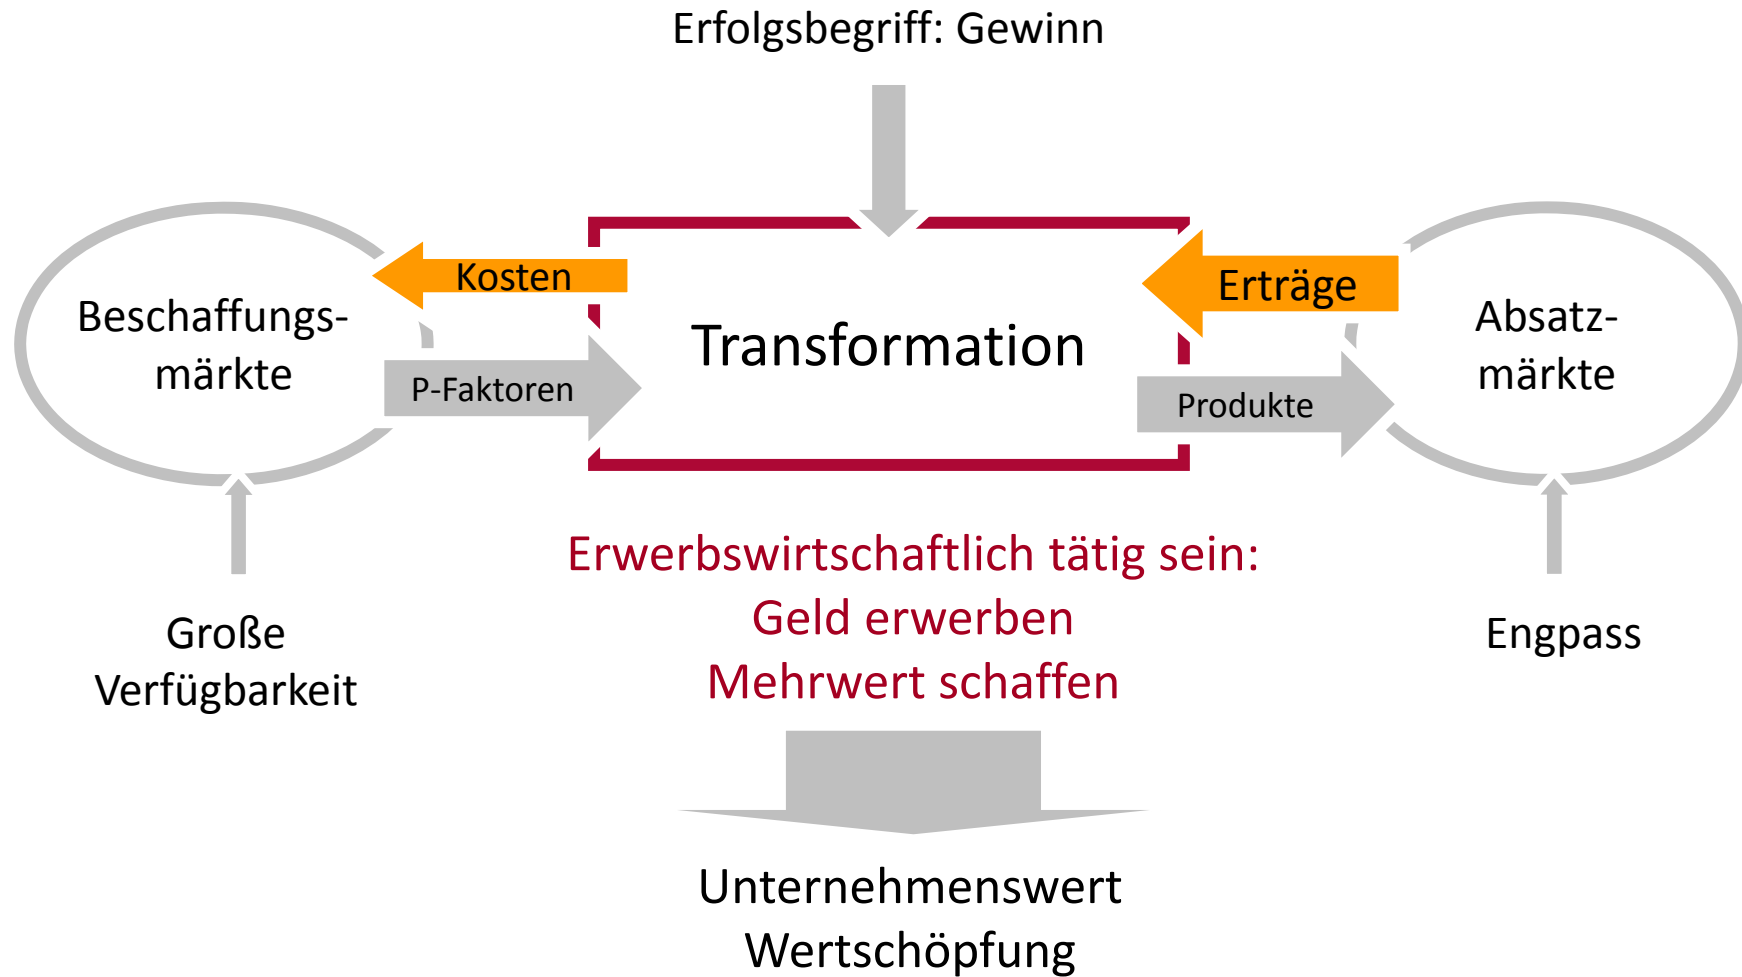 Erfolgsbegriff: Gewinn
Kosten
Erträge
Beschaffungs-
märkte
Transformation
Absatz-
märkte
P-Faktoren
Produkte
Erwerbswirtschaftlich tätig sein:
Geld erwerben
Mehrwert schaffen
Große
Verfügbarkeit
Engpass
Unternehmenswert
Wertschöpfung